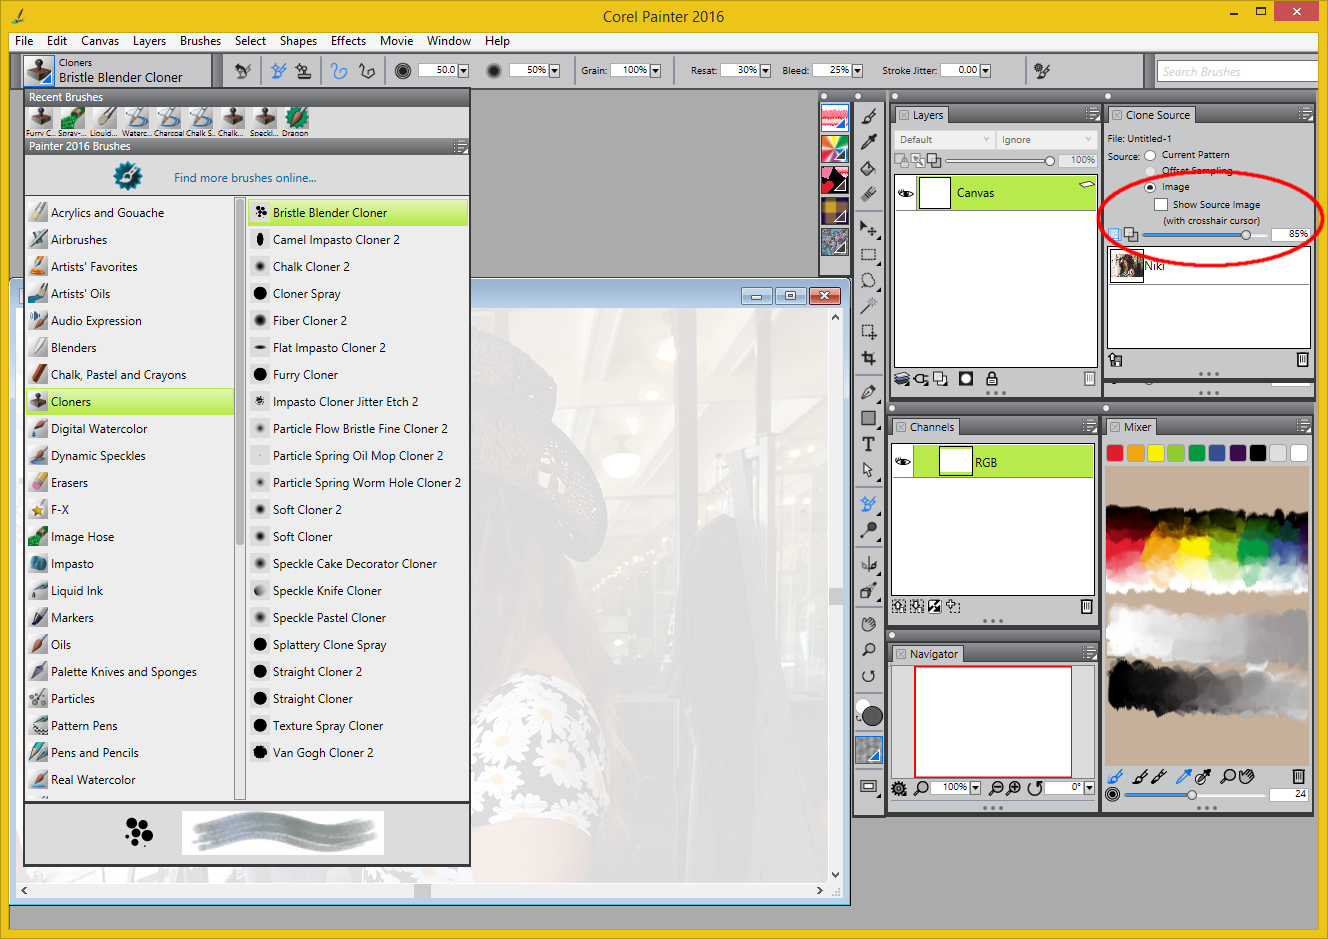 Corel Painter 2016
File Edit Canvas Layers Brushes Select Shapes Effects Movie Window Help
Cloners
Bristle Blender Cloner
50.0 50% Grain: 100% Resat: 30% Bleed: 25% Stroke Jitter: 0.00
Search Brushes
Recent Brushes
Furry C... Spray-... Liquid... Waterc... Charcoal Chalk S... Chalk... Speckl... Dragon
Painter 2016 Brushes
Find more brushes online...
Acrylics and Gouache
Airbrushes
Artists' Favorites
Artists' Oils
Audio Expression
Blenders
Chalk, Pastel and Crayons
Cloners
Digital Watercolor
Dynamic Speckles
Erasers
F-X
Image Hose
Impasto
Liquid Ink
Markers
Oils
Palette Knives and Sponges
Particles
Pattern Pens
Pens and Pencils
Real Watercolor
Bristle Blender Cloner
Camel Impasto Cloner 2
Chalk Cloner 2
Cloner Spray
Fiber Cloner 2
Flat Impasto Cloner 2
Furry Cloner
Impasto Cloner Jitter Etch 2
Particle Flow Bristle Fine Cloner 2
Particle Spring Oil Mop Cloner 2
Particle Spring Worm Hole Cloner 2
Soft Cloner 2
Soft Cloner
Speckle Cake Decorator Cloner
Speckle Knife Cloner
Speckle Pastel Cloner
Splattery Clone Spray
Straight Cloner 2
Straight Cloner
Texture Spray Cloner
Van Gogh Cloner 2
Layers
Default Ignore
100%
Canvas
Clone Source
File: Untitled-1
Source: Current Pattern
Offset Sampling
Image
Show Source Image
(with crosshair cursor)
85%
Niki
Channels
RGB
Navigator
100% 0°
Mixer
24
T